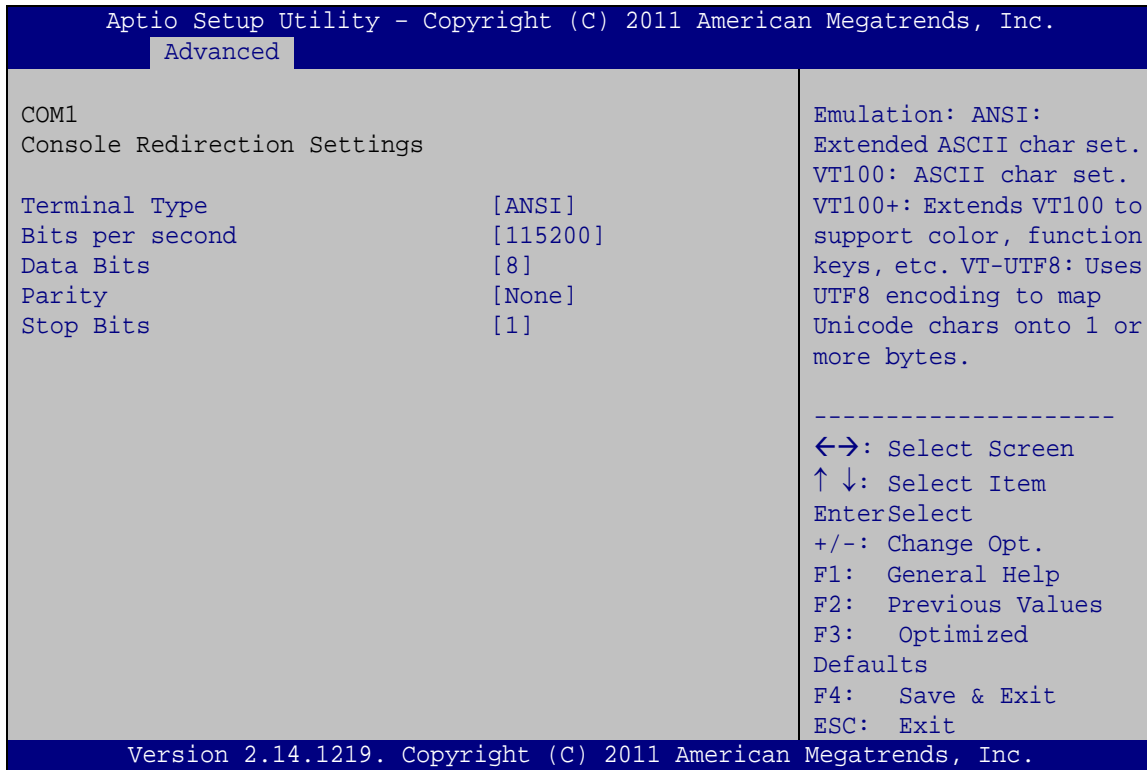 Aptio Setup Utility – Copyright (C) 2011 American Megatrends, Inc.
Advanced
COM1
Console Redirection Settings
Terminal Type [ANSI]
Bits per second [115200]
Data Bits [8]
Parity [None]
Stop Bits [1]
Emulation: ANSI:
Extended ASCII char set.
VT100: ASCII char set.
VT100+: Extends VT100 to
support color, function
keys, etc. VT-UTF8: Uses
UTF8 encoding to map
Unicode chars onto 1 or
more bytes.
---------------------
←→: Select Screen
↑ ↓: Select Item
EnterSelect
+/-: Change Opt.
F1: General Help
F2: Previous Values
F3: Optimized
Defaults
F4: Save & Exit
ESC: Exit
Version 2.14.1219. Copyright (C) 2011 American Megatrends, Inc.